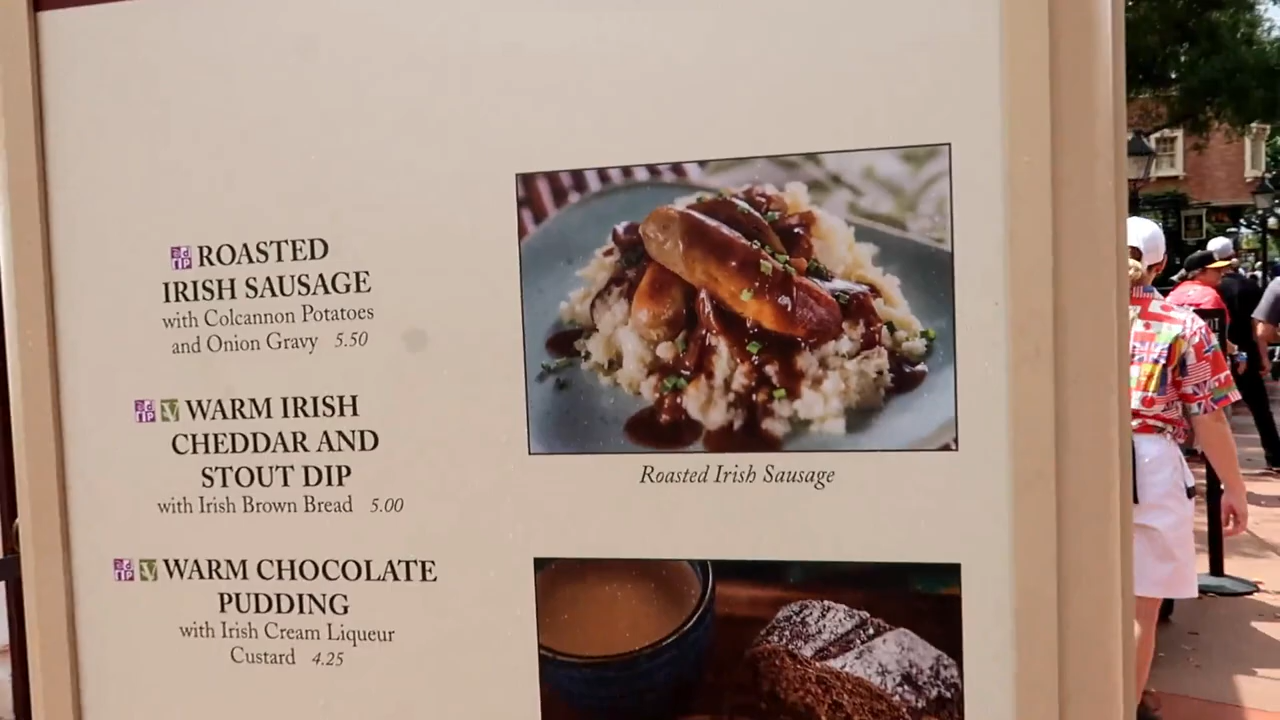 ROASTED
IRISH SAUSAGE
with Colcannon Potatoes
and Onion Gravy 5.50
WARM IRISH
CHEDDAR AND
STOUT DIP
with Irish Brown Bread 5.00
WARM CHOCOLATE
PUDDING
with Irish Cream Liqueur
Custard 4.25
Roasted Irish Sausage